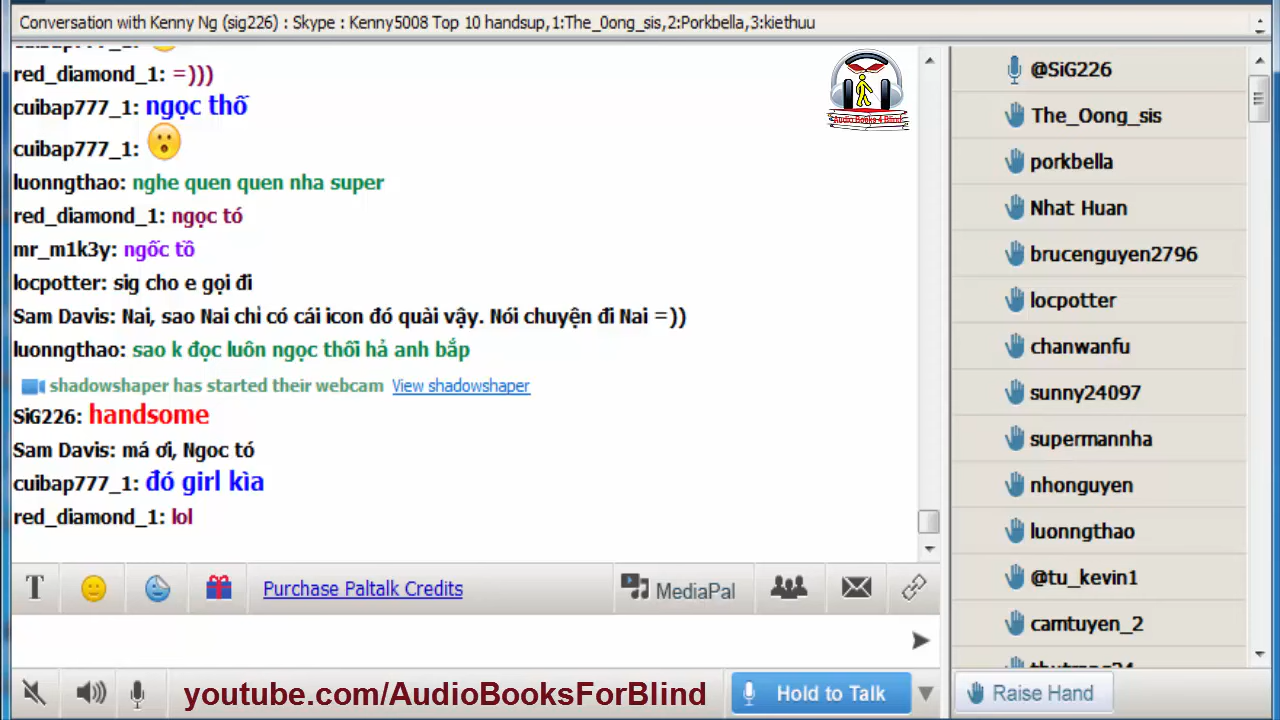 Conversation with Kenny Ng (sig226) : Skype : Kenny5008 Top 10 handsup,1:The_0ong_sis,2:Porkbella,3:kiethuu
red_diamond_1: =)))
cuibap777_1: ngọc thố
cuibap777_1:
luonngthao: nghe quen quen nha super
red_diamond_1: ngọc tó
mr_m1k3y: ngốc tồ
locpotter: sig cho e gọi đi
Sam Davis: Nai, sao Nai chỉ có cái icon đó quài vậy. Nói chuyện đi Nai =))
luonngthao: sao k đọc luôn ngọc thối hả anh bắp
shadowshaper has started their webcam View shadowshaper
SiG226: handsome
Sam Davis: má ơi, Ngoc tó
cuibap777_1: đó girl kìa
red_diamond_1: lol
Audio Books 4 Blind
@SiG226
The_Oong_sis
porkbella
Nhat Huan
brucenguyen2796
locpotter
chanwanfu
sunny24097
supermannha
nhonguyen
luonngthao
@tu_kevin1
camtuyen_2
T
Purchase Paltalk Credits
MediaPal
youtube.com/AudioBooksForBlind
Hold to Talk
Raise Hand